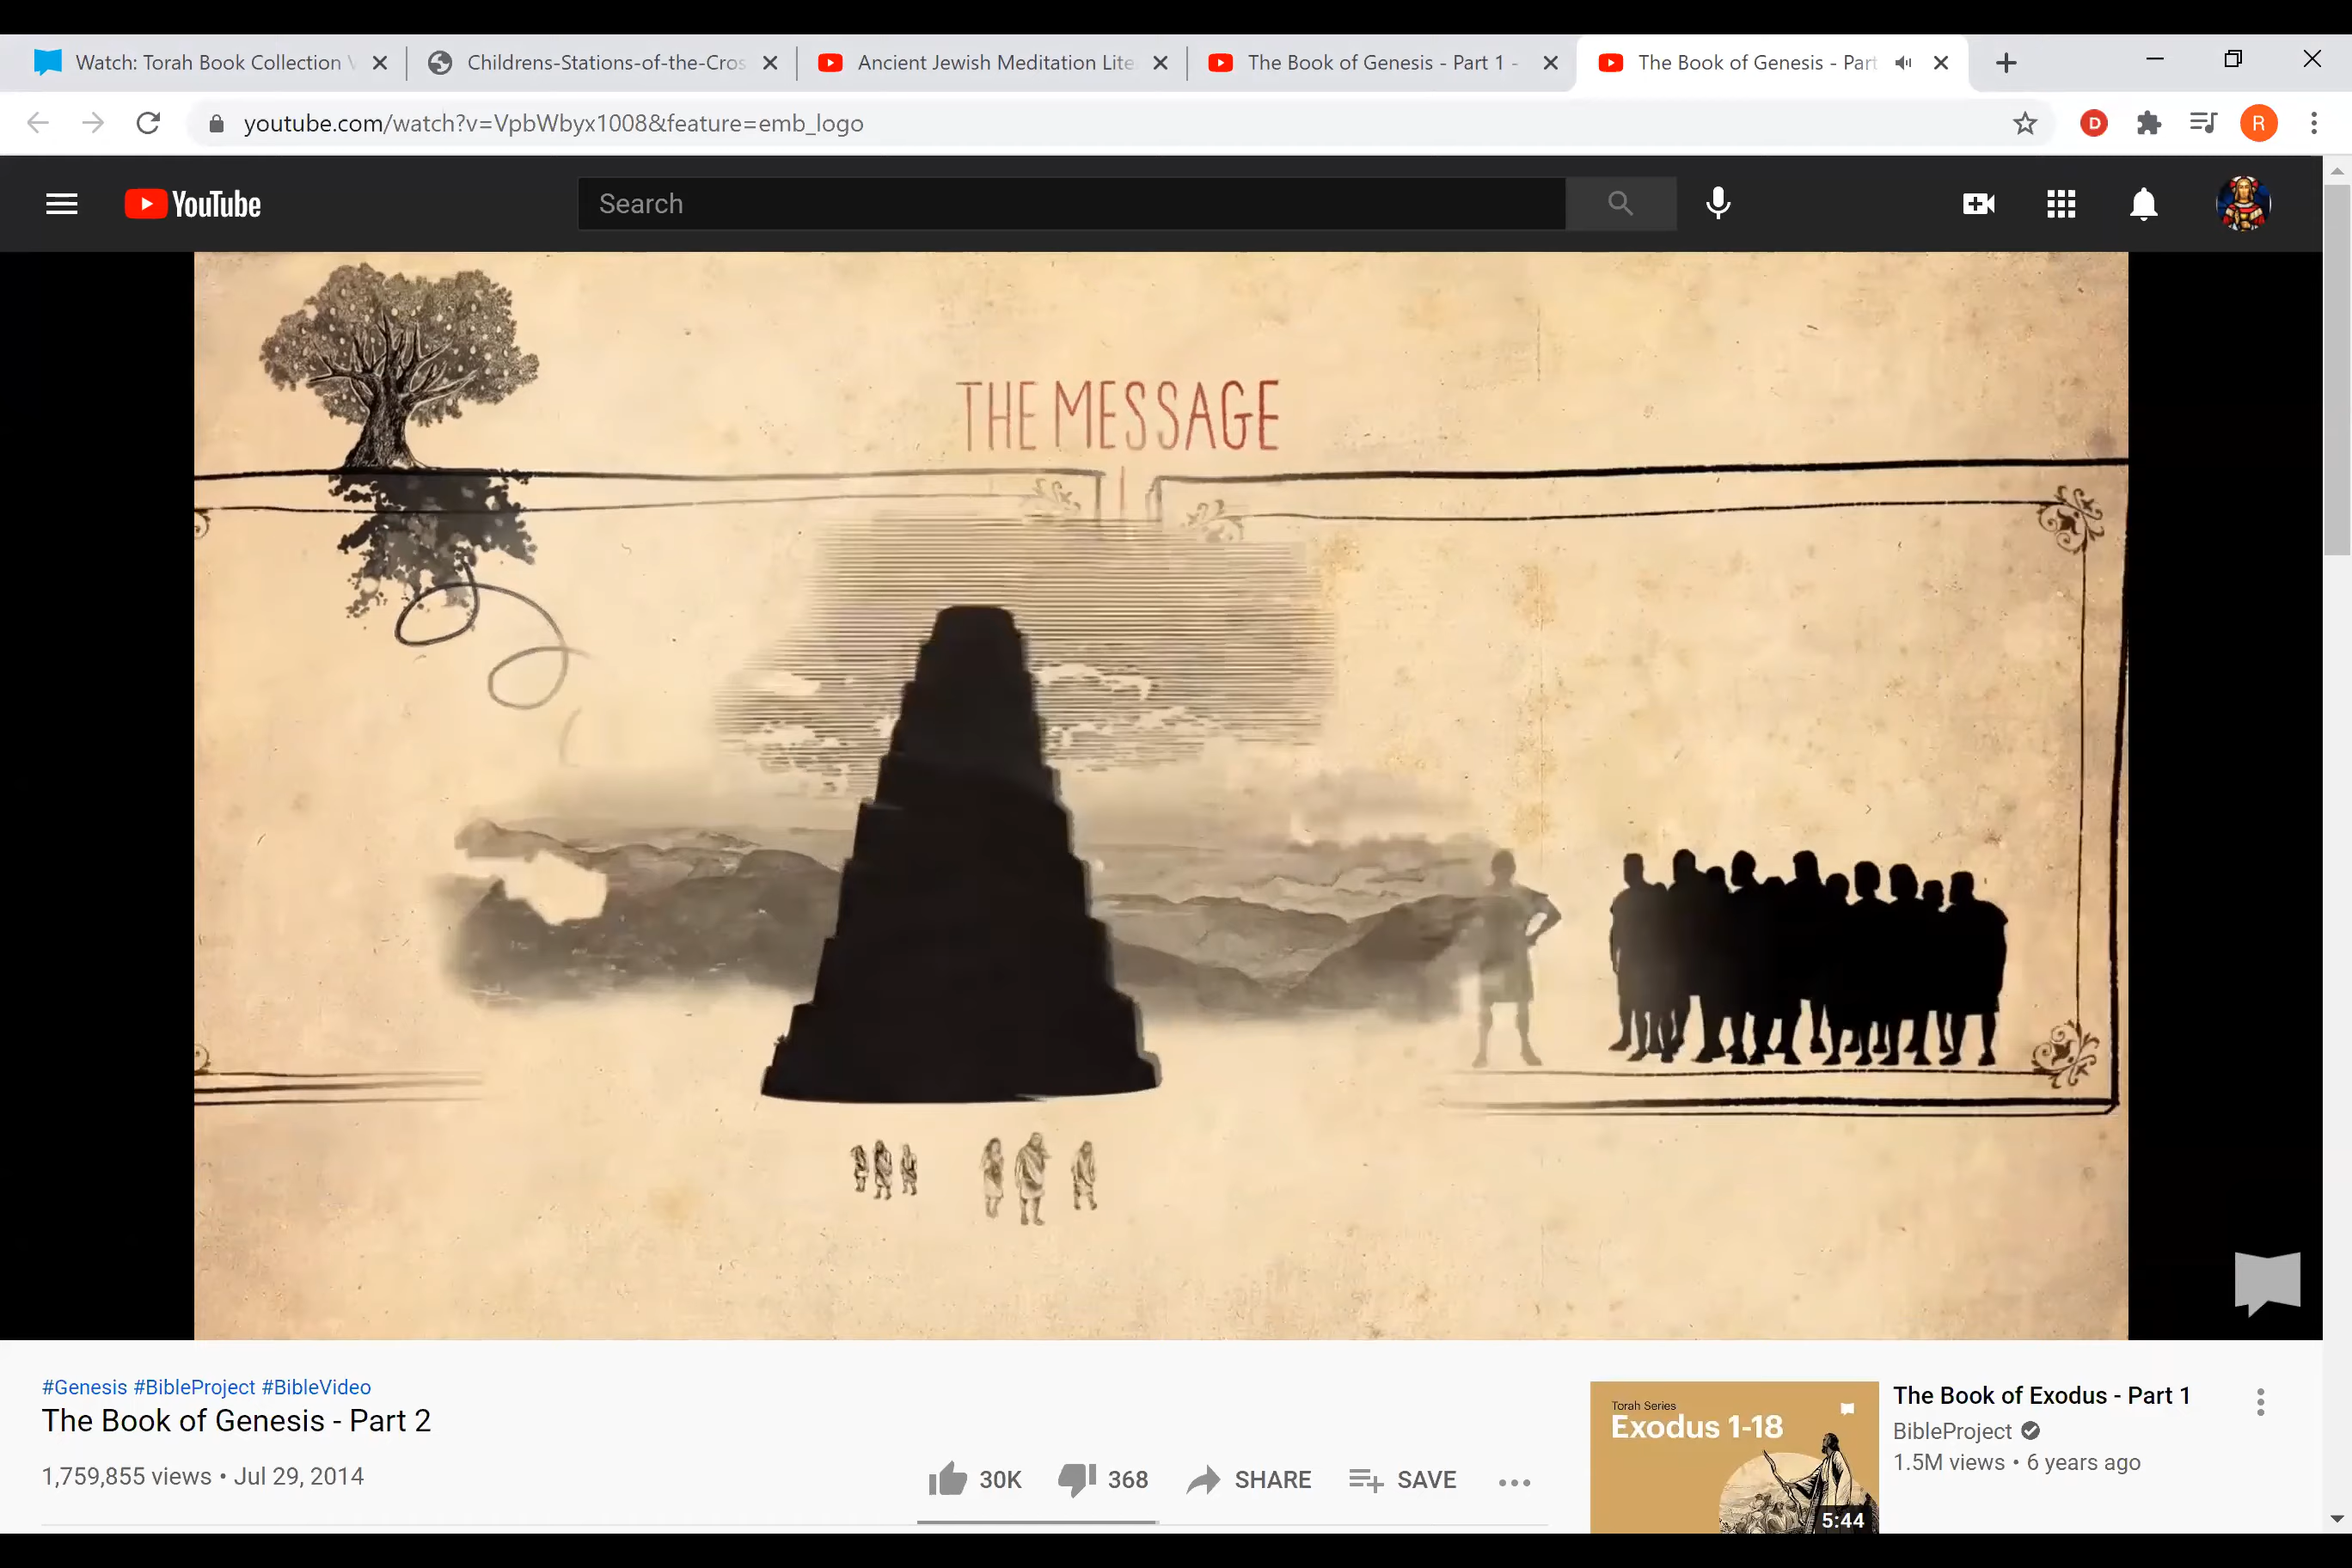 Watch: Torah Book Collection
Childrens-Stations-of-the-Cros
Ancient Jewish Meditation Lite
The Book of Genesis - Part 1 -
The Book of Genesis - Part
youtube.com/watch?v=VpbWbyx1008&feature=emb_logo
D
R
YouTube
Search
THE MESSAGE
#Genesis #BibleProject #BibleVideo
The Book of Genesis - Part 2
1,759,855 views • Jul 29, 2014
30K
368
SHARE
SAVE
Torah Series
Exodus 1-18
5:44
The Book of Exodus - Part 1
BibleProject
1.5M views • 6 years ago